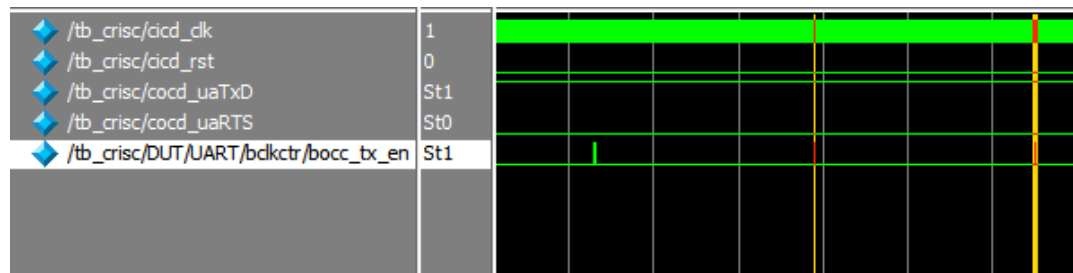 /tb_crisc/cicd_clk 1
/tb_crisc/cicd_rst 0
/tb_crisc/cocd_uaTxD St1
/tb_crisc/cocd_uaRTS St0
/tb_crisc/DUT/UART/bclkctr/bocc_tx_en St1